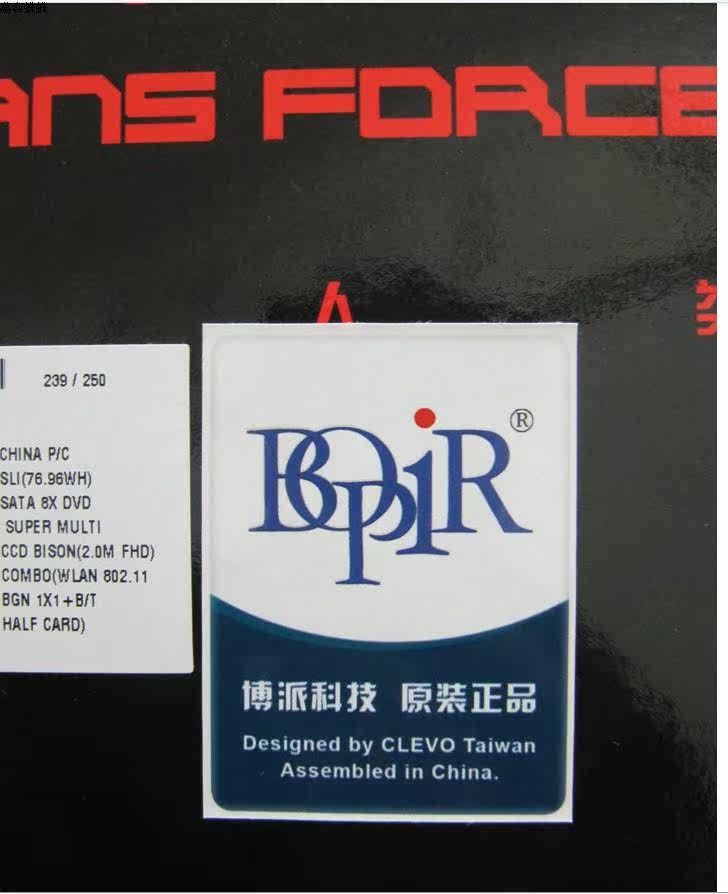 ANS FORCE
239 / 250
CHINA P/C
SLI(76.96WH)
SATA 8X DVD
SUPER MULTI
CCD BISON(2.0M FHD)
COMBO(WLAN 802.11
BGN 1X1+B/T
HALF CARD)
BOPiR®
博派科技 原装正品
Designed by CLEVO Taiwan
Assembled in China.